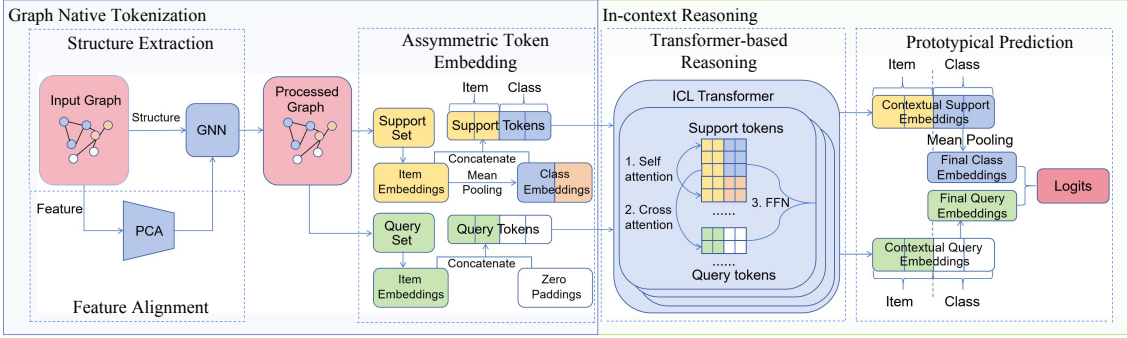 Graph Native Tokenization
Structure Extraction
Input Graph
Structure
GNN
Feature
PCA
Feature Alignment
Processed
Graph
Assymmetric Token
Embedding
Item
Class
Support
Set
Support Tokens
Concatenate
Item
Embeddings
Mean
Pooling
Class
Embeddings
Query
Set
Query Tokens
Concatenate
Item
Embeddings
Zero
Paddings
In-context Reasoning
Transformer-based
Reasoning
ICL Transformer
Support tokens
1. Self
attention
2. Cross
attention
3. FFN
......
......
Query tokens
Prototypical Prediction
Item
Class
Contextual Support
Embeddings
Mean Pooling
Final Class
Embeddings
Final Query
Embeddings
Logits
Contextual Query
Embeddings
Item
Class